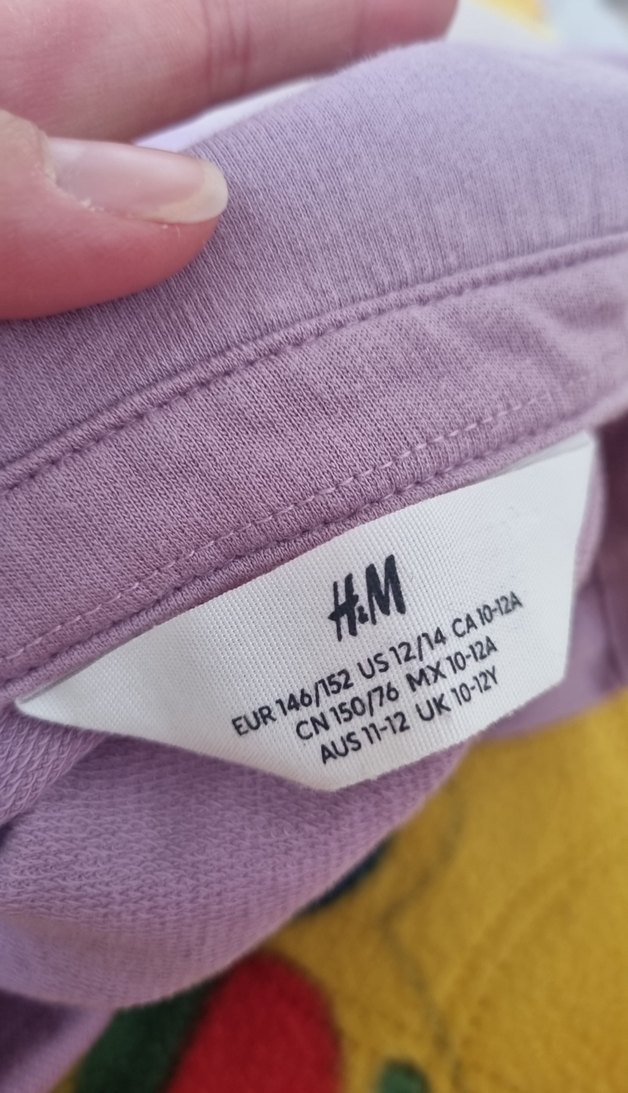 H&M
EUR 146/152 US 12/14 CA 10-12A
CN 150/76 MX 10-12A
AUS 11-12 UK 10-12Y